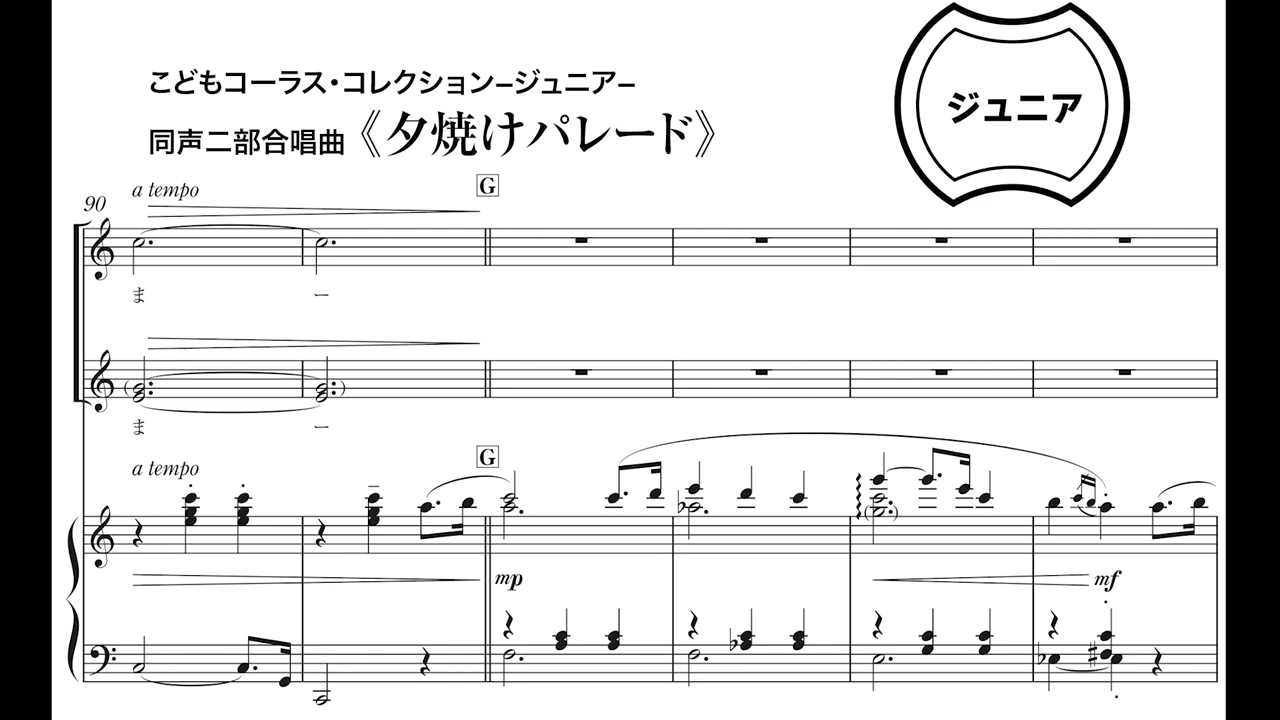 こどもコーラス・コレクション–ジュニア–
同声二部合唱曲《夕焼けパレード》
ジュニア
a tempo
G
90
ま ー
ま ー
a tempo
G
mp
mf